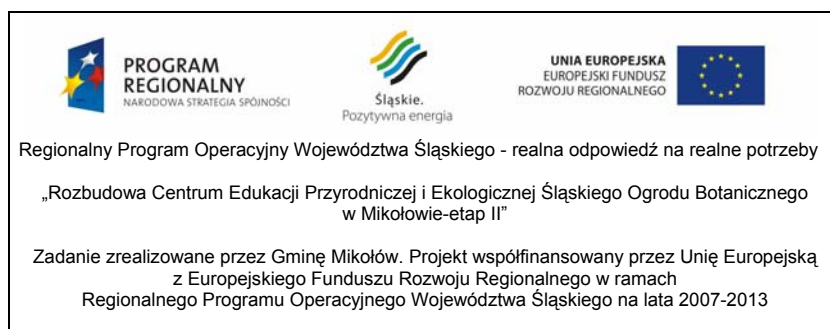 PROGRAM
REGIONALNY
NARODOWA STRATEGIA SPÓJNOŚCI
Śląskie.
Pozytywna energia
UNIA EUROPEJSKA
EUROPEJSKI FUNDUSZ
ROZWOJU REGIONALNEGO
Regionalny Program Operacyjny Województwa Śląskiego - realna odpowiedź na realne potrzeby
„Rozbudowa Centrum Edukacji Przyrodniczej i Ekologicznej Śląskiego Ogrodu Botanicznego
w Mikołowie-etap II”
Zadanie zrealizowane przez Gminę Mikołów. Projekt współfinansowany przez Unię Europejską
z Europejskiego Funduszu Rozwoju Regionalnego w ramach
Regionalnego Programu Operacyjnego Województwa Śląskiego na lata 2007-2013